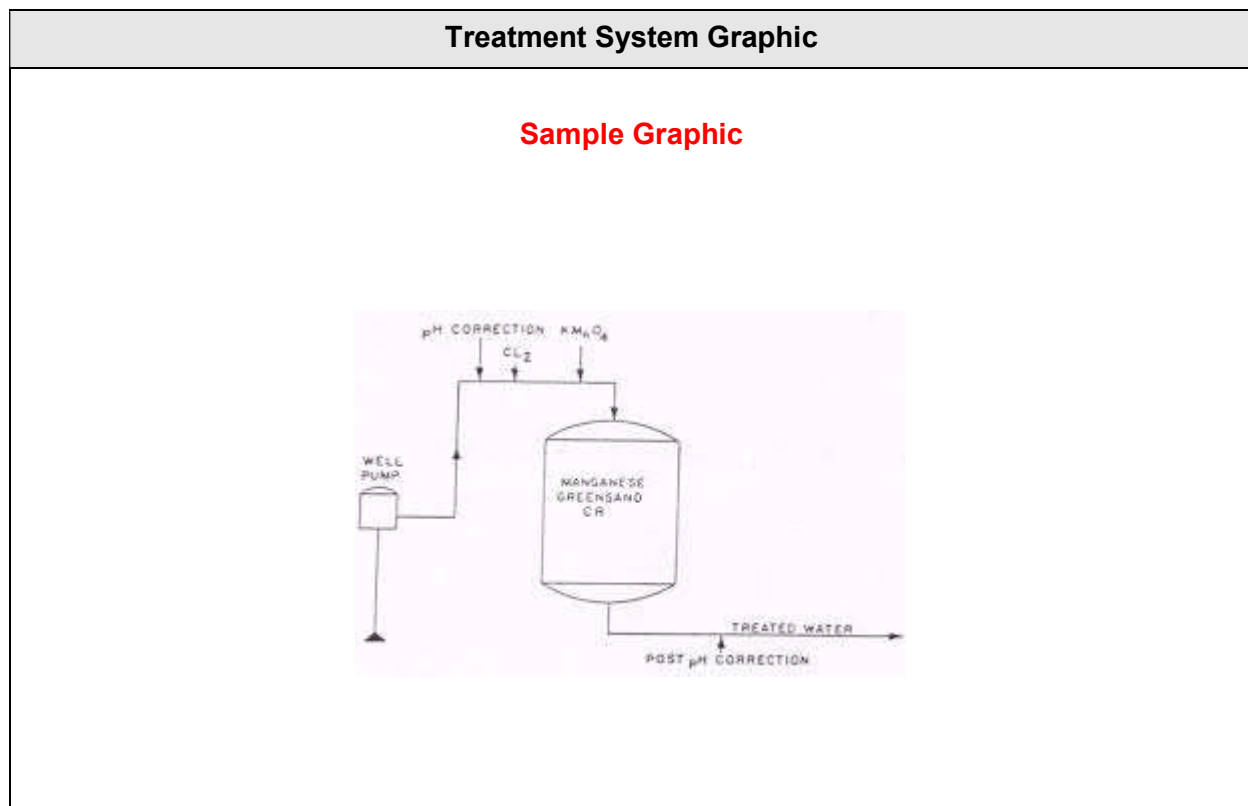 Treatment System Graphic
Sample Graphic
pH CORRECTION KMnO4
CL2
WELL
PUMP
MANGANESE
GREENSAND
CR
TREATED WATER
POST pH CORRECTION